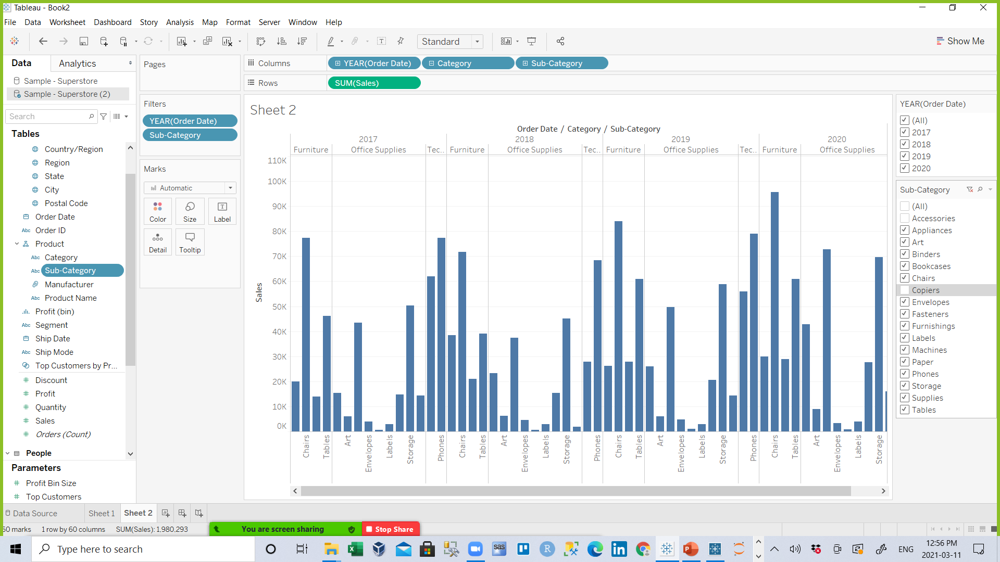 Tableau - Book2
File Data Worksheet Dashboard Story Analysis Map Format Server Window Help
Standard
Show Me
Data Analytics
Sample - Superstore
Sample - Superstore (2)
Search
Tables
Country/Region
Region
State
City
Postal Code
Order Date
Abc Order ID
Product
Abc Category
Abc Sub-Category
Manufacturer
Abc Product Name
Profit (bin)
Abc Segment
Ship Date
Abc Ship Mode
Top Customers by Pr...
# Discount
# Profit
# Quantity
# Sales
# Orders (Count)
People
Parameters
# Profit Bin Size
# Top Customers
Pages
Filters
YEAR(Order Date)
Sub-Category
Marks
Automatic
Color Size Label
Detail Tooltip
Columns YEAR(Order Date) Category Sub-Category
Rows SUM(Sales)
Sheet 2
Order Date / Category / Sub-Category
2017 2018 2019 2020
Furniture Office Supplies Tec.. Furniture Office Supplies Tec.. Furniture Office Supplies Tec.. Furniture Office Supplies
110K
100K
90K
80K
70K
60K
50K
40K
30K
20K
10K
0K
Sales
Chairs Tables Art Envelopes Labels Storage Phones Chairs Tables Art Envelopes Labels Storage Phones Chairs Tables Art Envelopes Labels Storage Phones Chairs Tables Art Envelopes Labels Storage
YEAR(Order Date)
(All)
2017
2018
2019
2020
Sub-Category
(All)
Accessories
Appliances
Art
Binders
Bookcases
Chairs
Copiers
Envelopes
Fasteners
Furnishings
Labels
Machines
Paper
Phones
Storage
Supplies
Tables
Data Source Sheet 1 Sheet 2
60 marks 1 row by 60 columns SUM(Sales): 1,980,293
You are screen sharing Stop Share
Type here to search
sas
R
ENG
12:56 PM
2021-03-11